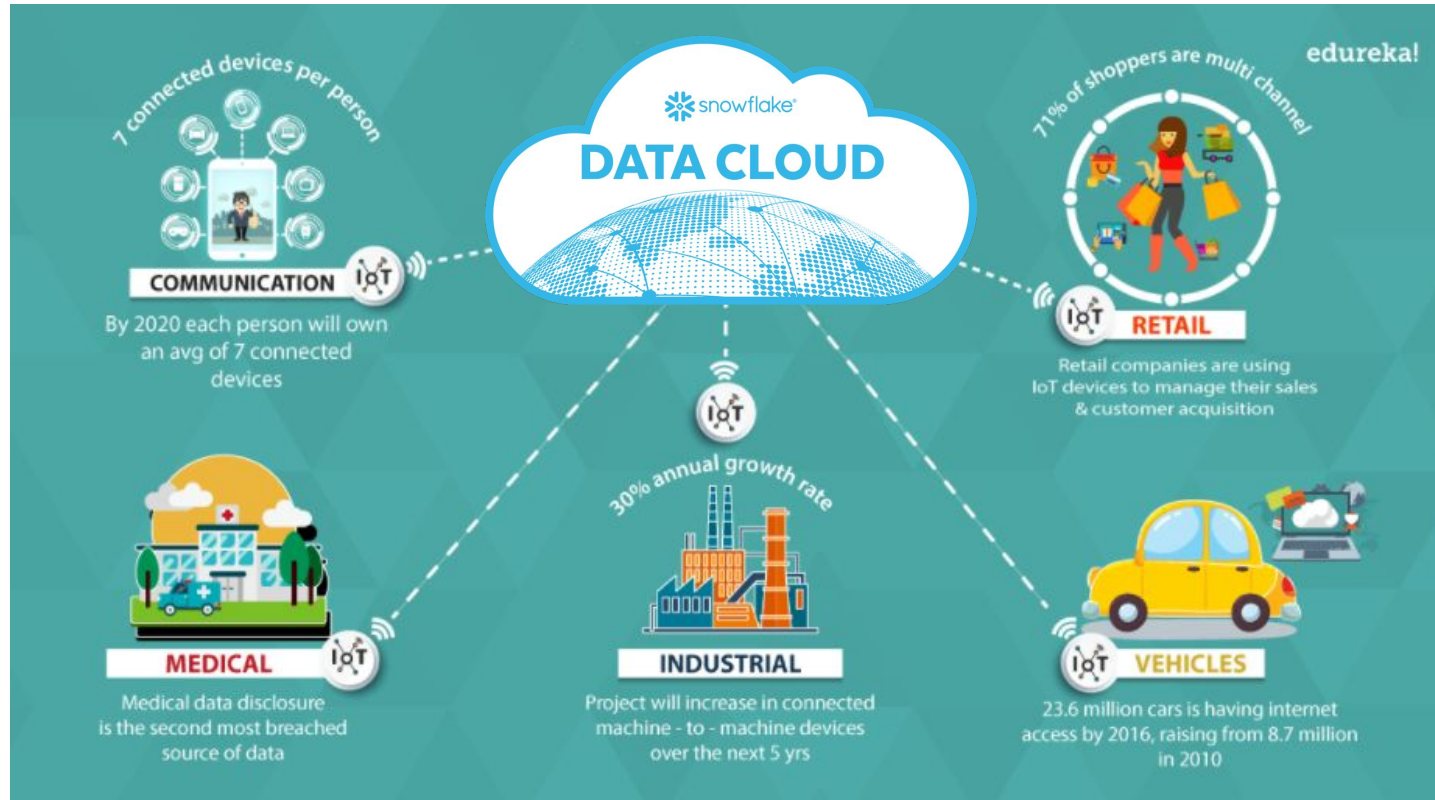 edureka!
7 connected devices per person
snowflake®
DATA CLOUD
71% of shoppers are multi channel
COMMUNICATION
IoT
By 2020 each person will own
an avg of 7 connected
devices
IoT
RETAIL
Retail companies are using
IoT devices to manage their sales
& customer acquisition
IoT
30% annual growth rate
MEDICAL
IoT
Medical data disclosure
is the second most breached
source of data
INDUSTRIAL
Project will increase in connected
machine - to - machine devices
over the next 5 yrs
IoT
VEHICLES
23.6 million cars is having internet
access by 2016, raising from 8.7 million
in 2010